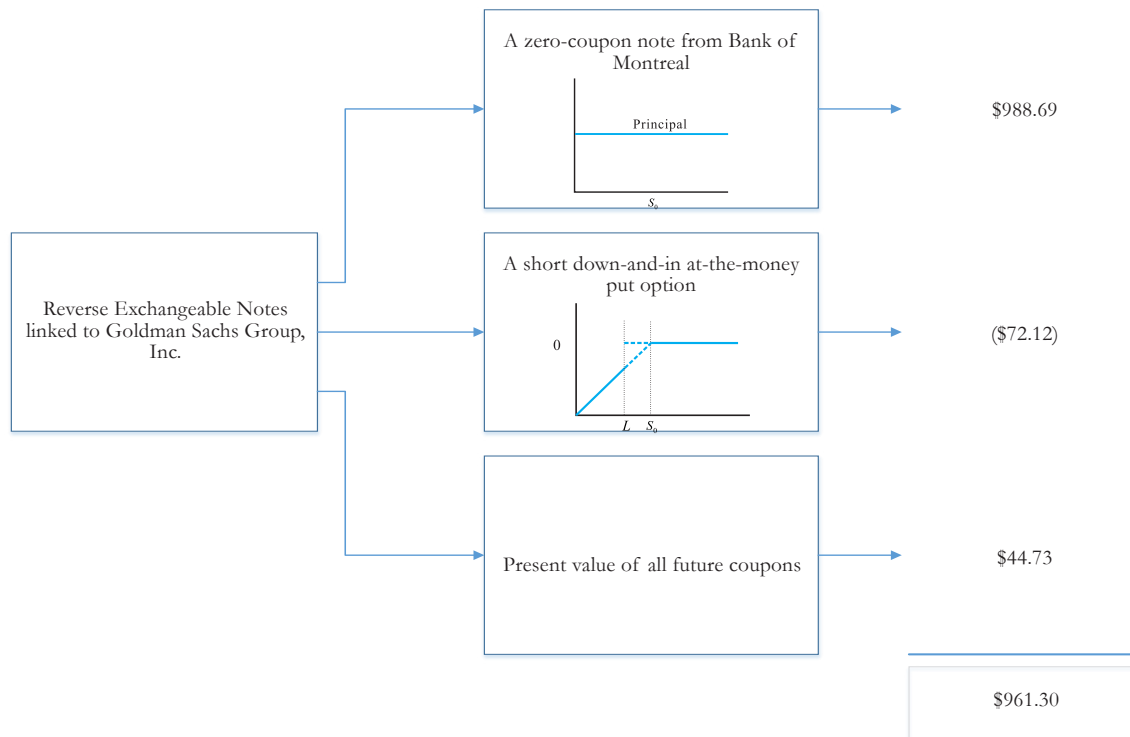 A zero-coupon note from Bank of
Montreal
Principal
S₀
$988.69
Reverse Exchangeable Notes
linked to Goldman Sachs Group,
Inc.
A short down-and-in at-the-money
put option
0
L S₀
($72.12)
Present value of all future coupons
$44.73
$961.30